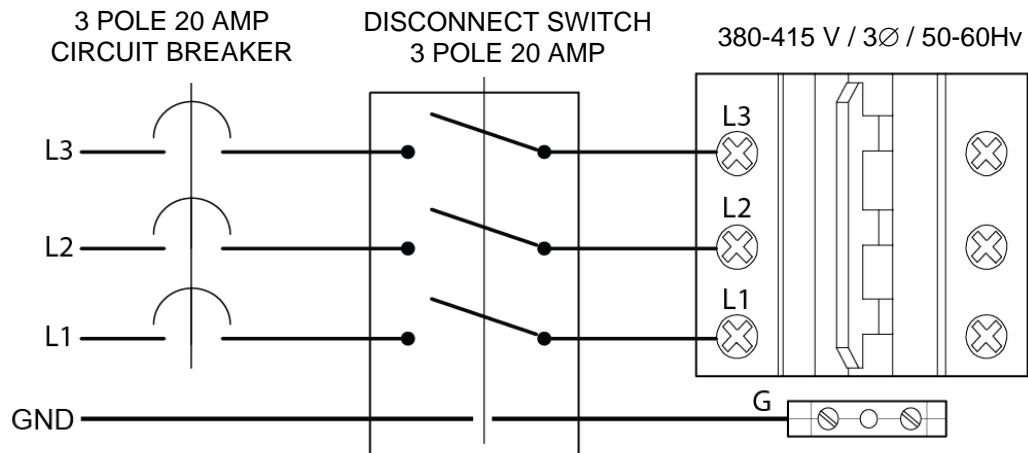 3 POLE 20 AMP
CIRCUIT BREAKER
DISCONNECT SWITCH
3 POLE 20 AMP
380-415 V / 3∅ / 50-60Hv
L3
L3
L2
L2
L1
L1
GND
G